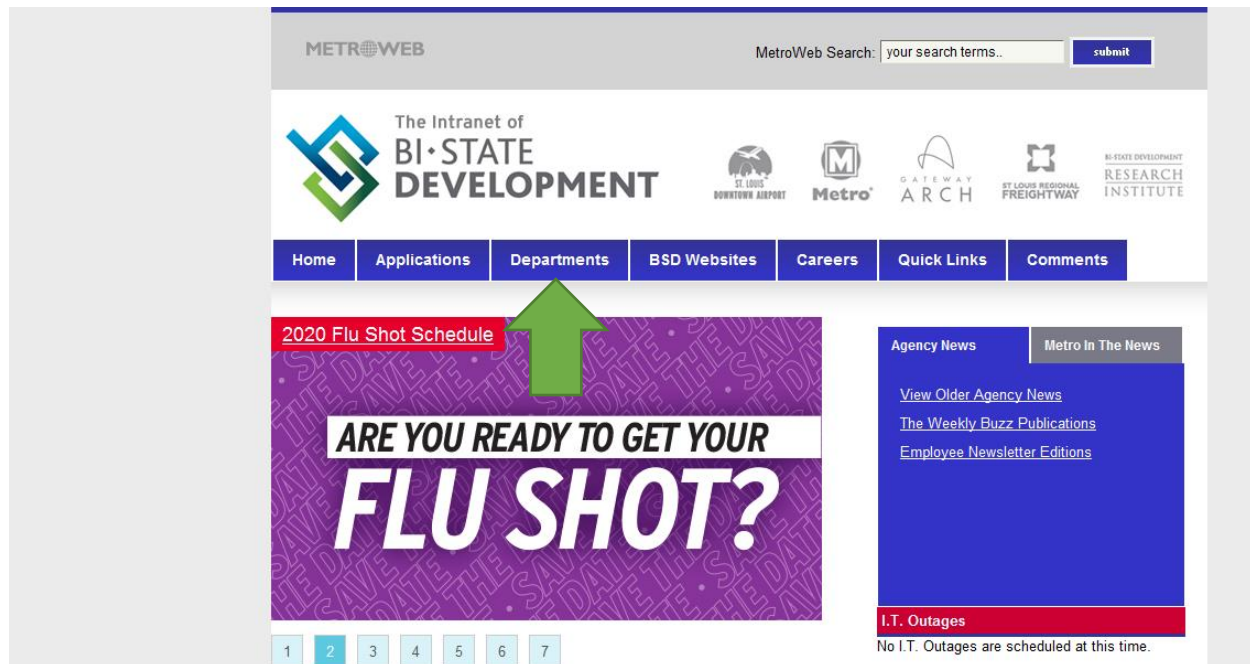 METROWEB
MetroWeb Search: your search terms.. submit
The Intranet of
BI·STATE
DEVELOPMENT
ST. LOUIS
DOWNTOWN AIRPORT
M
Metro
GATEWAY
ARCH
ST LOUIS REGIONAL
FREIGHTWAY
BI-STATE DEVELOPMENT
RESEARCH
INSTITUTE
Home Applications Departments BSD Websites Careers Quick Links Comments
2020 Flu Shot Schedule
ARE YOU READY TO GET YOUR
FLU SHOT?
SAVE THE DATE
1 2 3 4 5 6 7
Agency News Metro In The News
View Older Agency News
The Weekly Buzz Publications
Employee Newsletter Editions
I.T. Outages
No I.T. Outages are scheduled at this time.